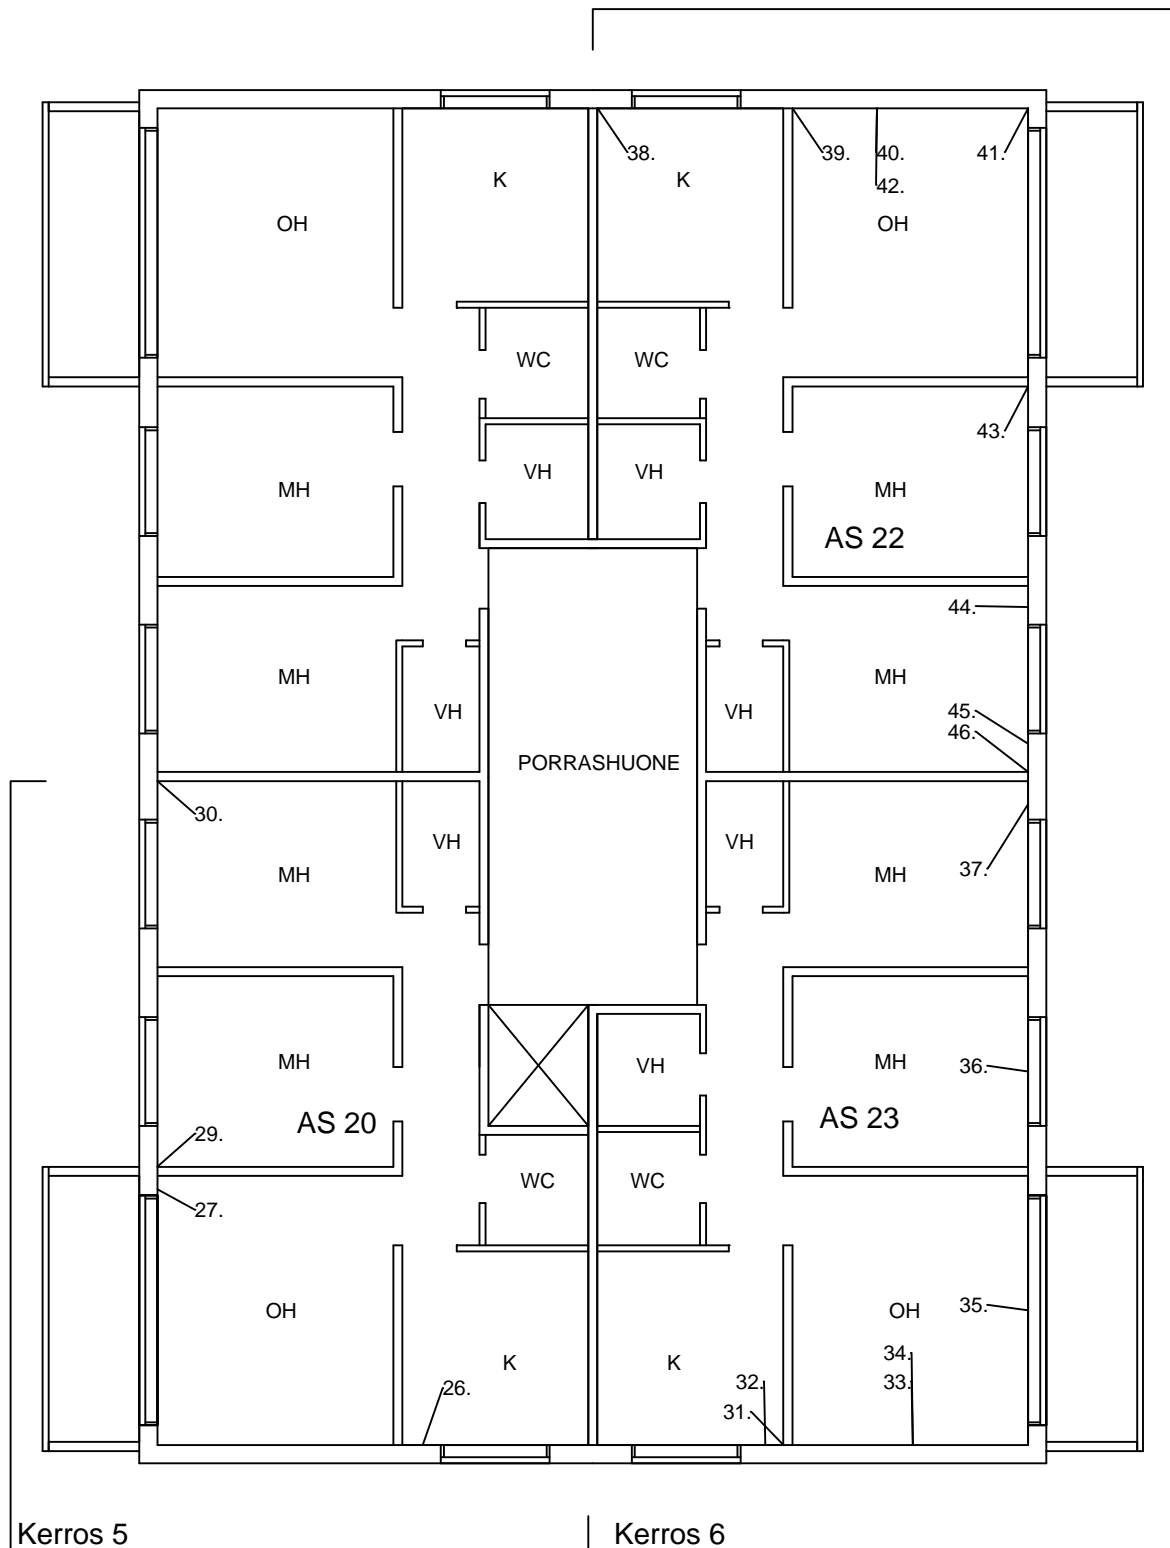 38.
39.
40.
41.
42.
K
K
OH
OH
WC
WC
43.
VH
VH
MH
MH
AS 22
44.
MH
MH
VH
VH
45.
46.
PORRASHUONE
30.
VH
VH
37.
MH
MH
MH
VH
36.
MH
AS 20
AS 23
29.
WC
WC
27.
OH
35.
OH
34.
K
K
26.
32.
33.
31.
Kerros 5
Kerros 6